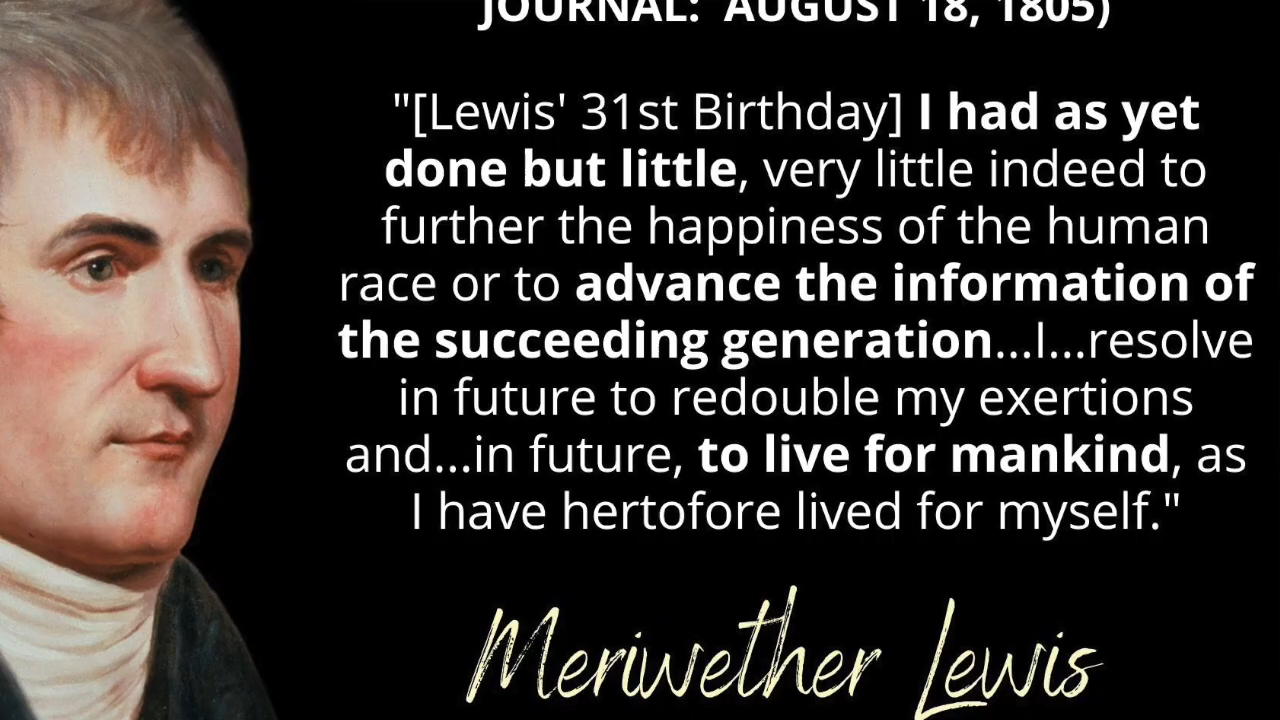 JOURNAL: AUGUST 18, 1805)
"[Lewis' 31st Birthday] I had as yet
done but little, very little indeed to
further the happiness of the human
race or to advance the information of
the succeeding generation...I...resolve
in future to redouble my exertions
and...in future, to live for mankind, as
I have hertofore lived for myself."
Meriwether Lewis